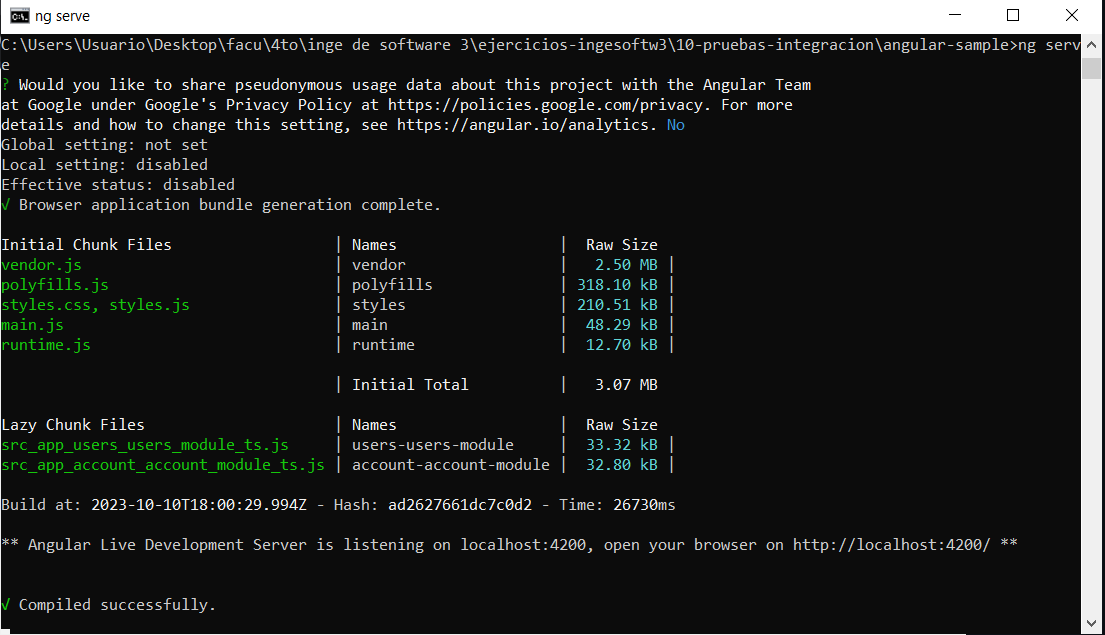 ng serve
C:\Users\Usuario\Desktop\facu\4to\inge de software 3\ejercicios-ingesoftw3\10-pruebas-integracion\angular-sample>ng serv
e
? Would you like to share pseudonymous usage data about this project with the Angular Team
at Google under Google's Privacy Policy at https://policies.google.com/privacy. For more
details and how to change this setting, see https://angular.io/analytics. No
Global setting: not set
Local setting: disabled
Effective status: disabled
√ Browser application bundle generation complete.
Initial Chunk Files | Names | Raw Size
vendor.js | vendor | 2.50 MB |
polyfills.js | polyfills | 318.10 kB |
styles.css, styles.js | styles | 210.51 kB |
main.js | main | 48.29 kB |
runtime.js | runtime | 12.70 kB |
| Initial Total | 3.07 MB
Lazy Chunk Files | Names | Raw Size
src_app_users_users_module_ts.js | users-users-module | 33.32 kB |
src_app_account_account_module_ts.js | account-account-module | 32.80 kB |
Build at: 2023-10-10T18:00:29.994Z - Hash: ad2627661dc7c0d2 - Time: 26730ms
** Angular Live Development Server is listening on localhost:4200, open your browser on http://localhost:4200/ **
√ Compiled successfully.